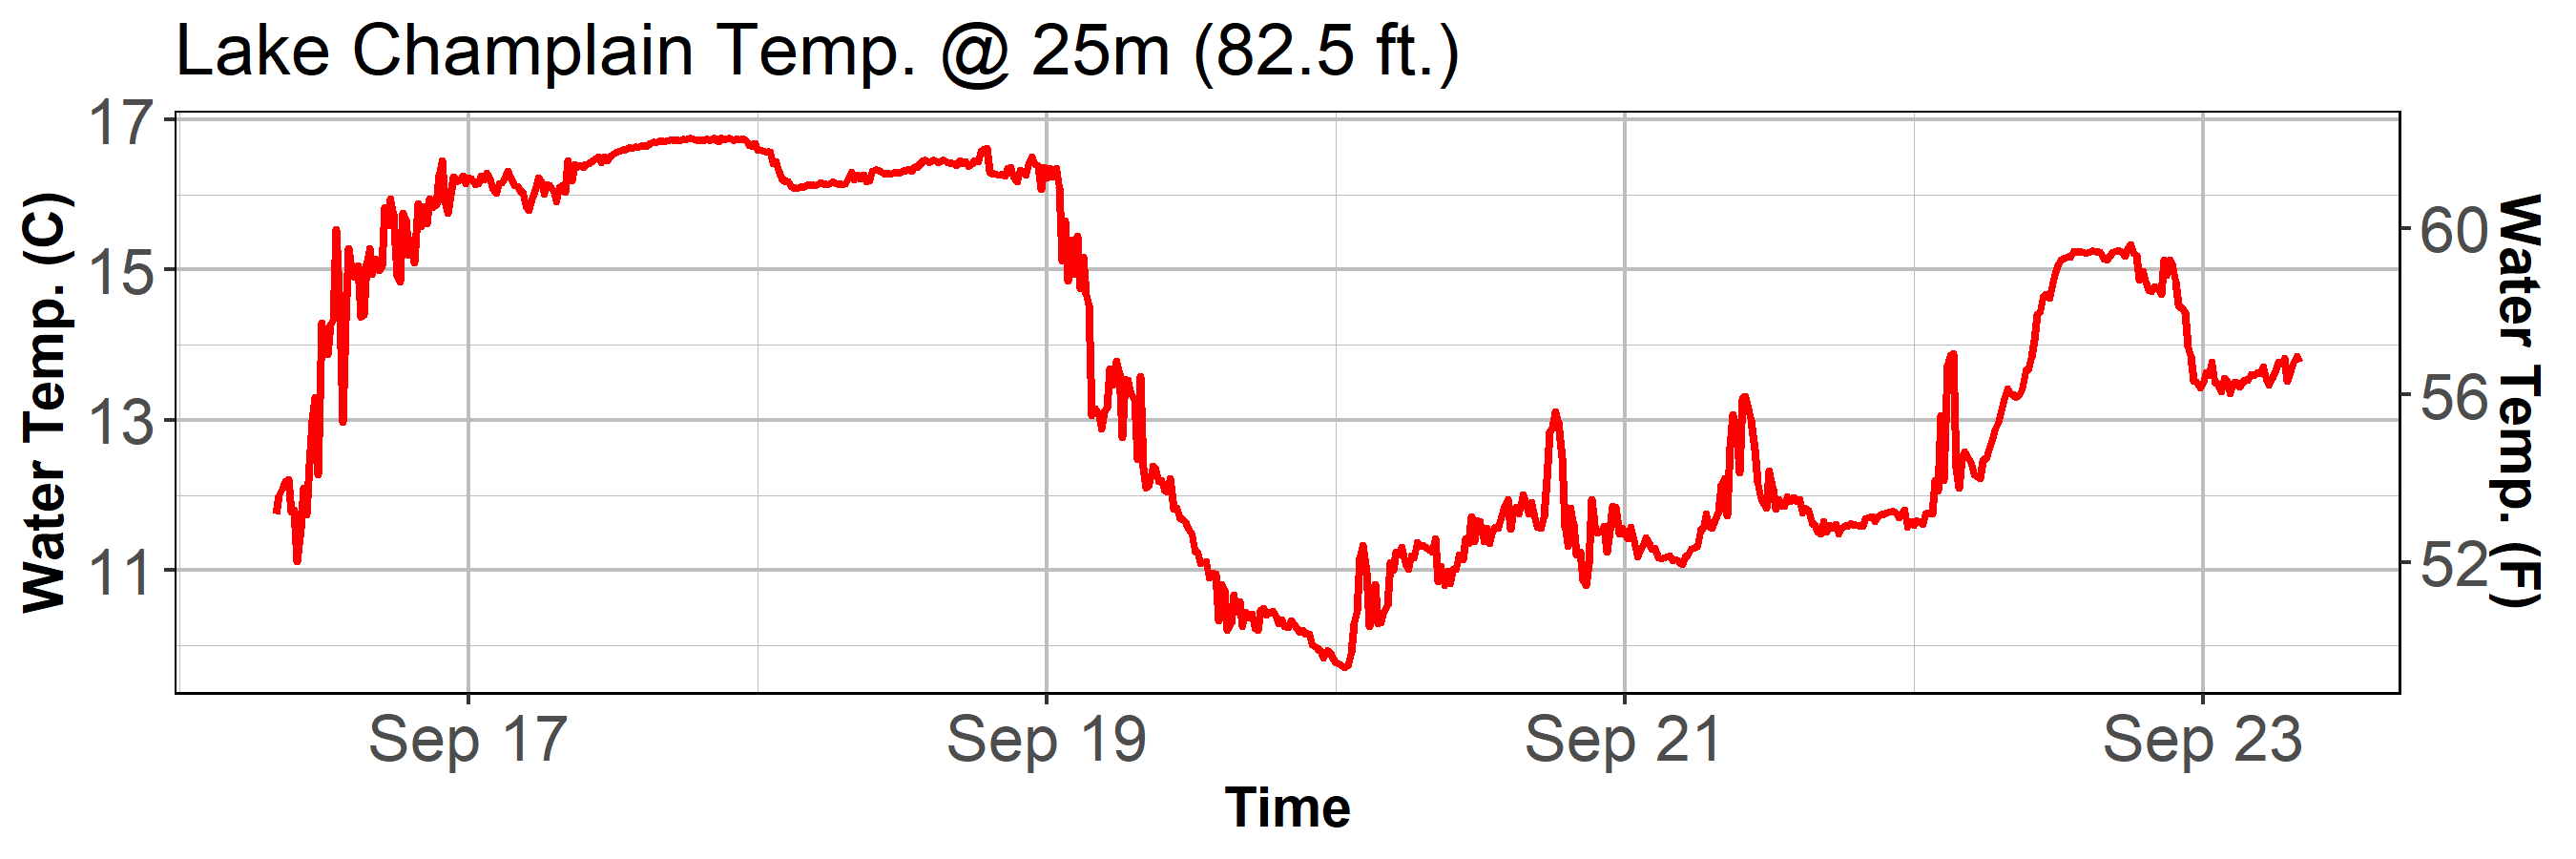 Lake Champlain Temp. @ 25m (82.5 ft.)
Water Temp. (C)
17
15
13
11
60
56
52
Water Temp. (F)
Sep 17
Sep 19
Sep 21
Sep 23
Time